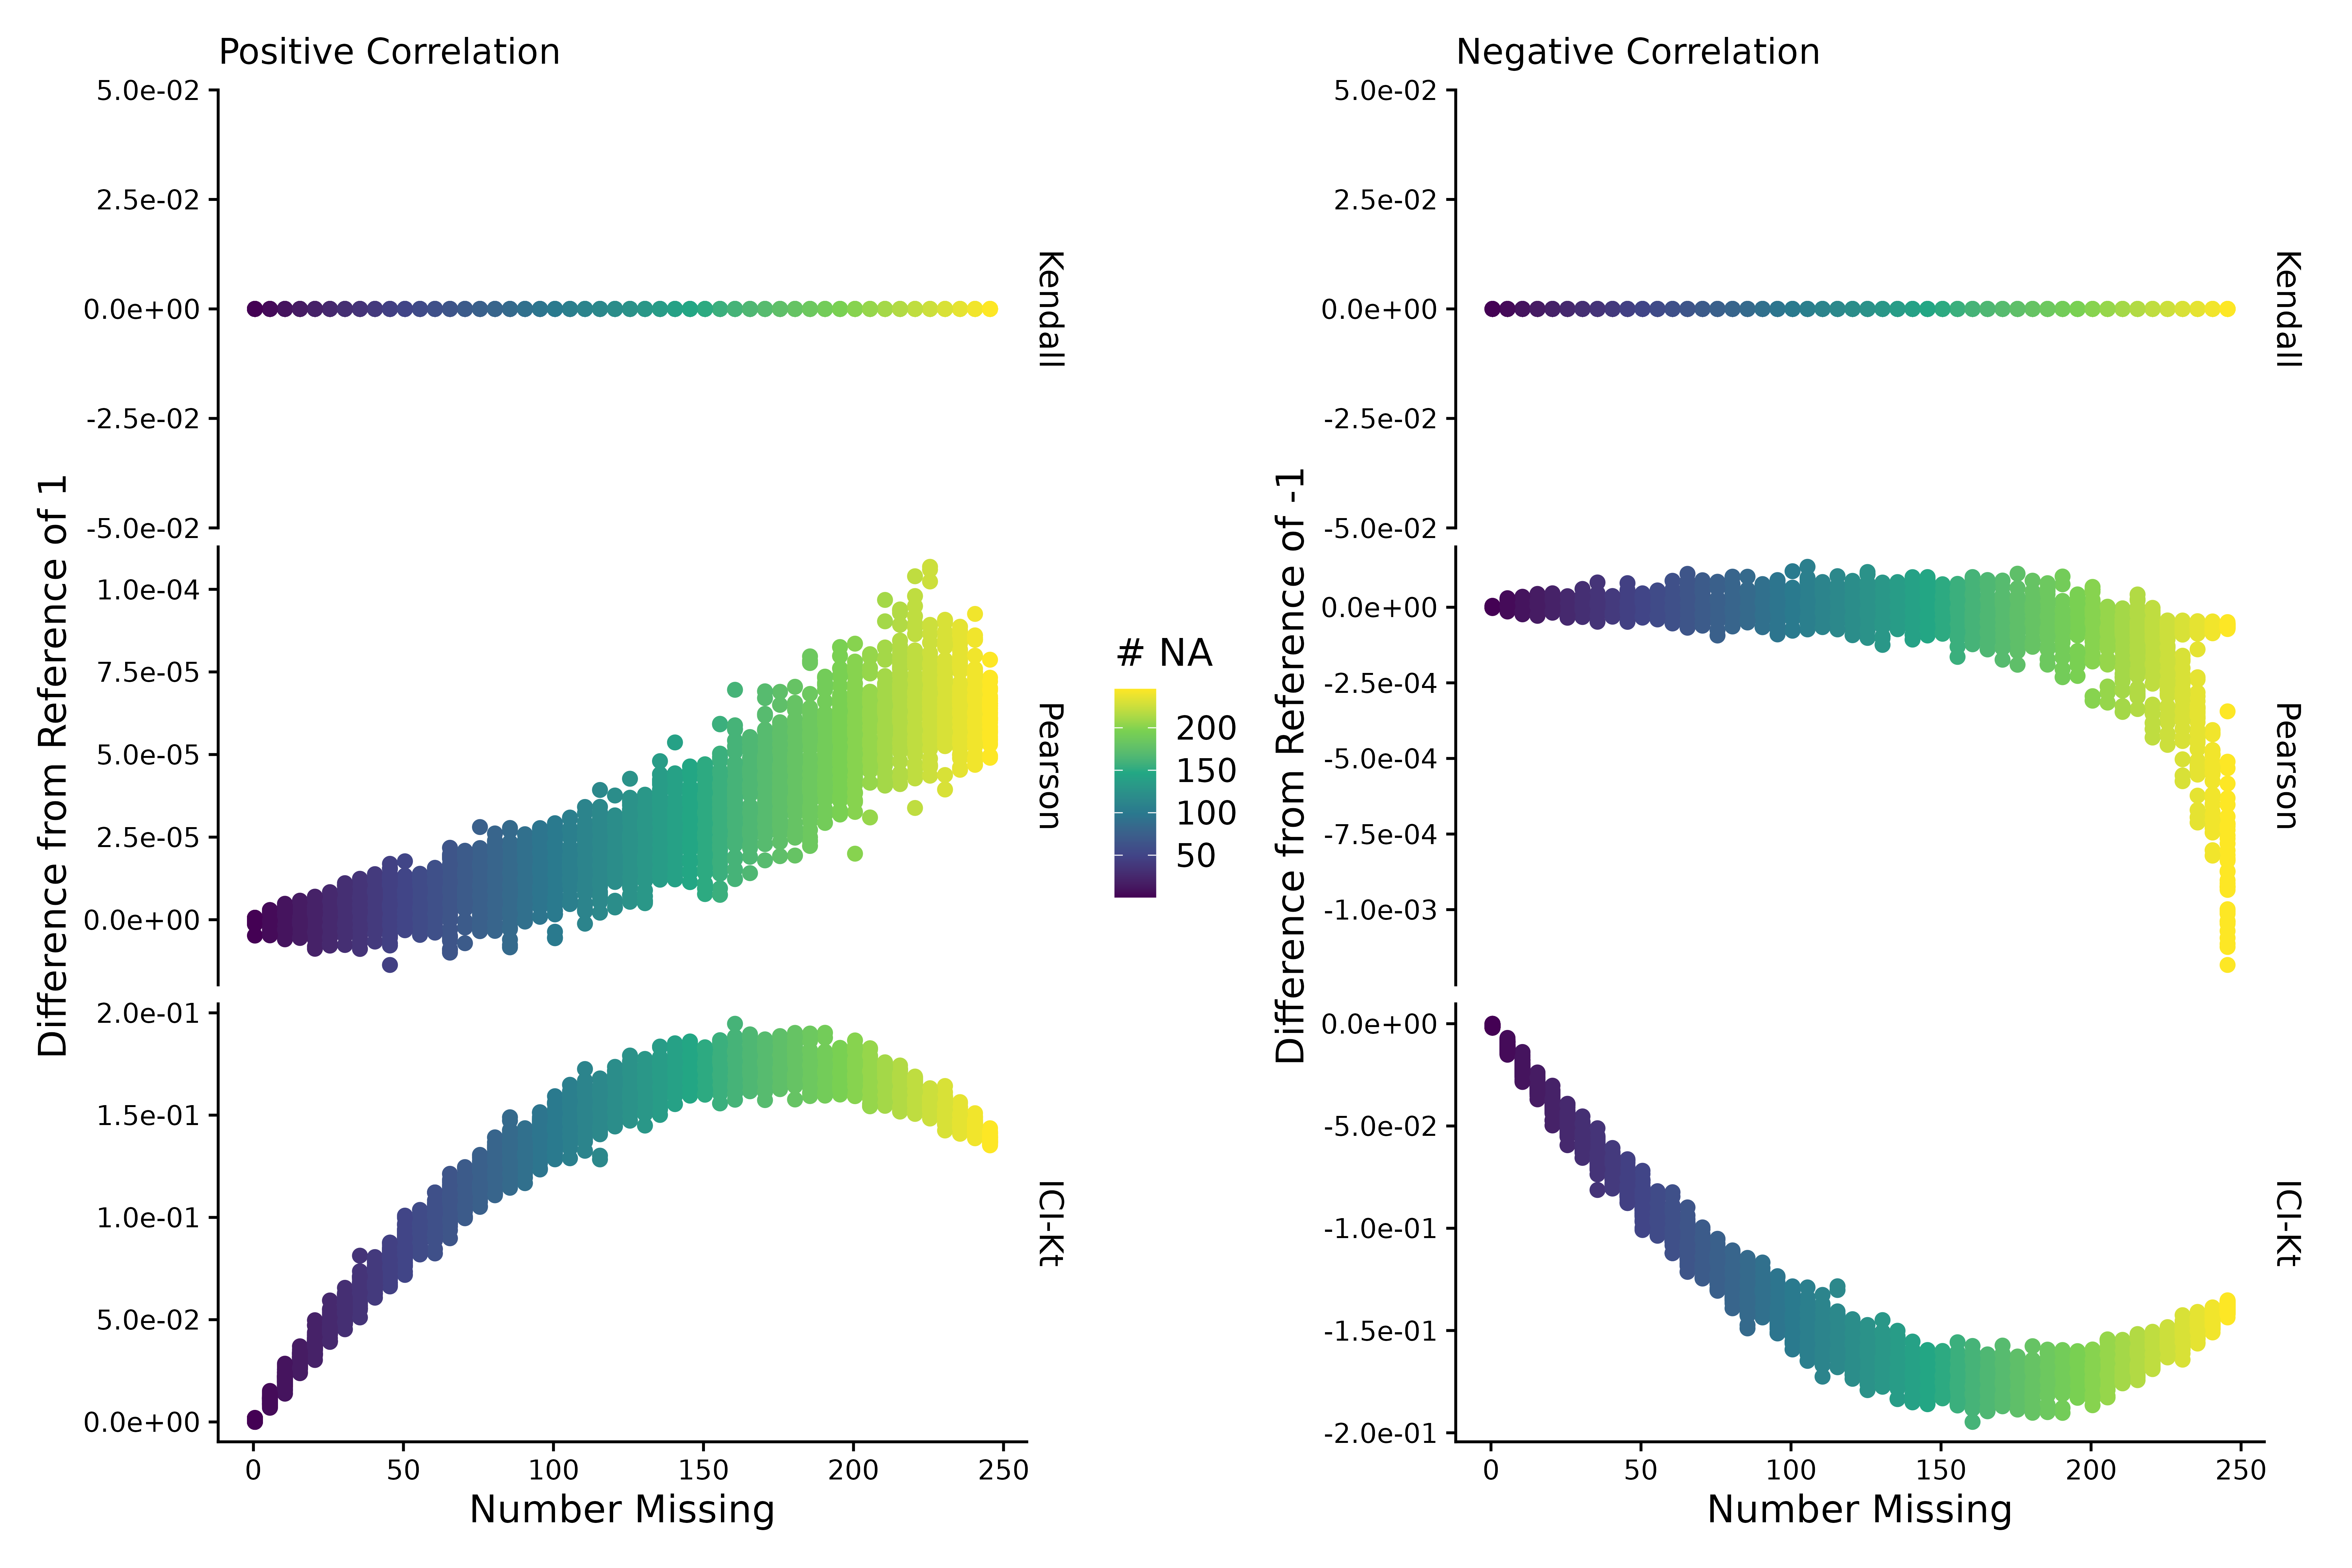 Positive Correlation
Difference from Reference of 1
5.0e-02
2.5e-02
0.0e+00
-2.5e-02
-5.0e-02
Kendall
1.0e-04
7.5e-05
5.0e-05
2.5e-05
0.0e+00
Pearson
2.0e-01
1.5e-01
1.0e-01
5.0e-02
0.0e+00
ICI-Kt
0 50 100 150 200 250
Number Missing
# NA
200
150
100
50
Negative Correlation
Difference from Reference of -1
5.0e-02
2.5e-02
0.0e+00
-2.5e-02
-5.0e-02
Kendall
0.0e+00
-2.5e-04
-5.0e-04
-7.5e-04
-1.0e-03
Pearson
0.0e+00
-5.0e-02
-1.0e-01
-1.5e-01
-2.0e-01
ICI-Kt
0 50 100 150 200 250
Number Missing